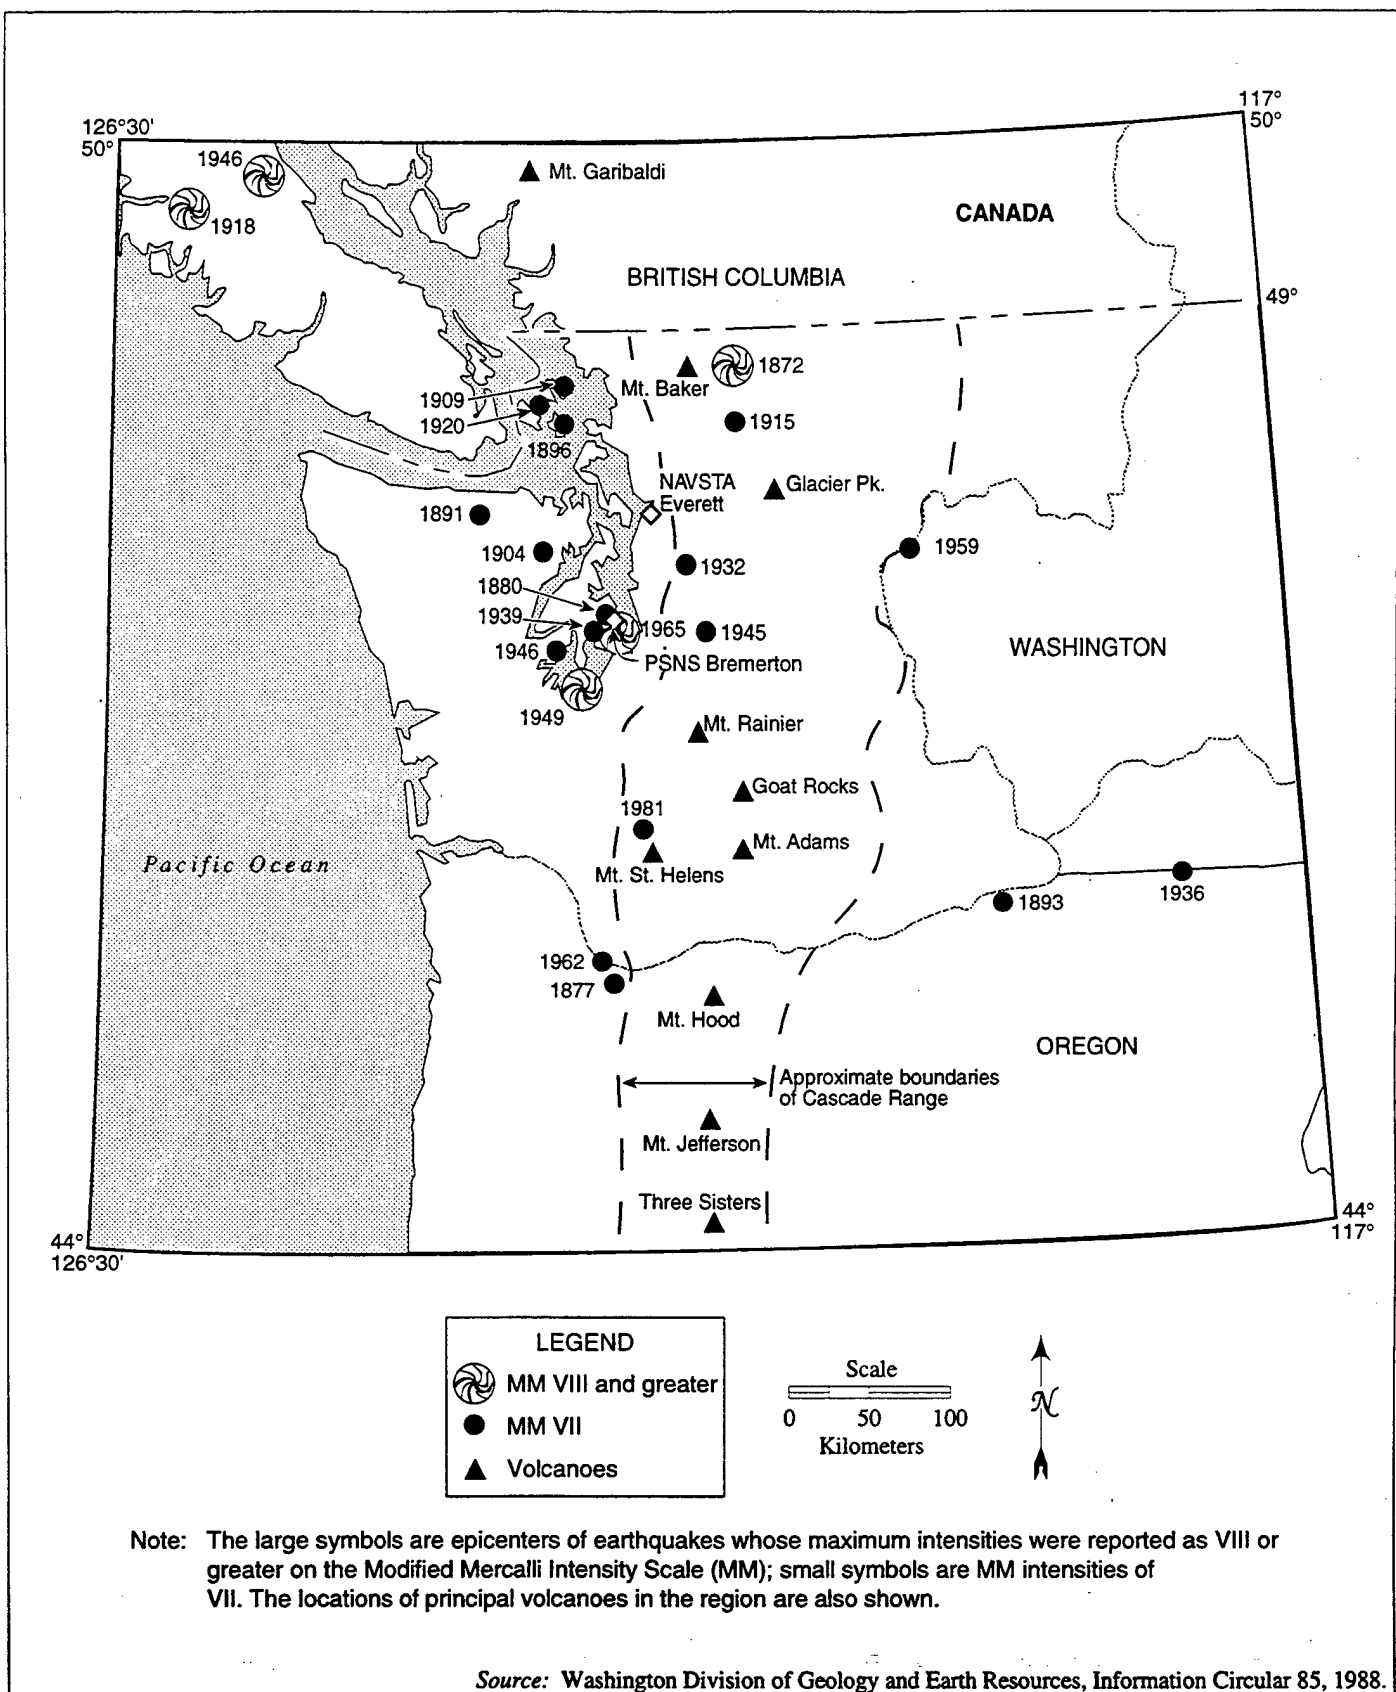 126°30'
50°
117°
50°
1946
1918
Mt. Garibaldi
CANADA
BRITISH COLUMBIA
49°
1872
Mt. Baker
1909
1920
1896
1915
NAVSTA
Everett
Glacier Pk.
1891
1904
1932
1959
1880
1939
1965
1945
1946
PSNS Bremerton
WASHINGTON
1949
Mt. Rainier
Goat Rocks
1981
Mt. Adams
Mt. St. Helens
Pacific Ocean
1936
1893
1962
1877
Mt. Hood
OREGON
Approximate boundaries
of Cascade Range
Mt. Jefferson
Three Sisters
44°
126°30'
44°
117°
LEGEND
MM VIII and greater
MM VII
Volcanoes
Scale
0 50 100
Kilometers
N
Note: The large symbols are epicenters of earthquakes whose maximum intensities were reported as VIII or
greater on the Modified Mercalli Intensity Scale (MM); small symbols are MM intensities of
VII. The locations of principal volcanoes in the region are also shown.
Source: Washington Division of Geology and Earth Resources, Information Circular 85, 1988.